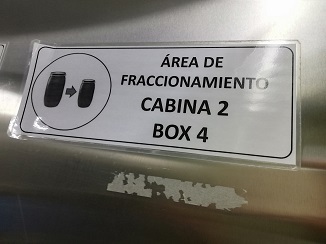 ÁREA DE
FRACCIONAMIENTO
CABINA 2
BOX 4